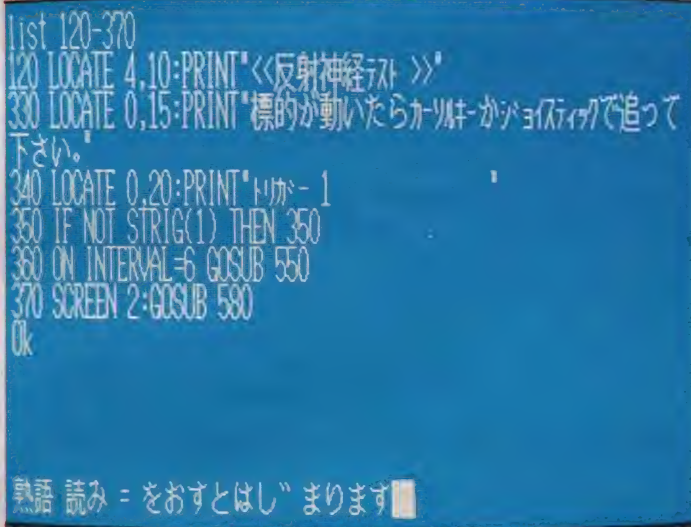 list 120-370
120 LOCATE 4,10:PRINT"<<反射神経ﾃｽﾄ >>"
330 LOCATE 0,15:PRINT"標的が動いたらｶｰｿﾙｷｰかｼﾞｮｲｽﾃｨｯｸで追って
下さい。"
340 LOCATE 0,20:PRINT"ﾄﾘｶﾞｰ 1 "
350 IF NOT STRIG(1) THEN 350
360 ON INTERVAL=6 GOSUB 550
370 SCREEN 2:GOSUB 580
Ok
熟語 読み = をおすとはし゛まります